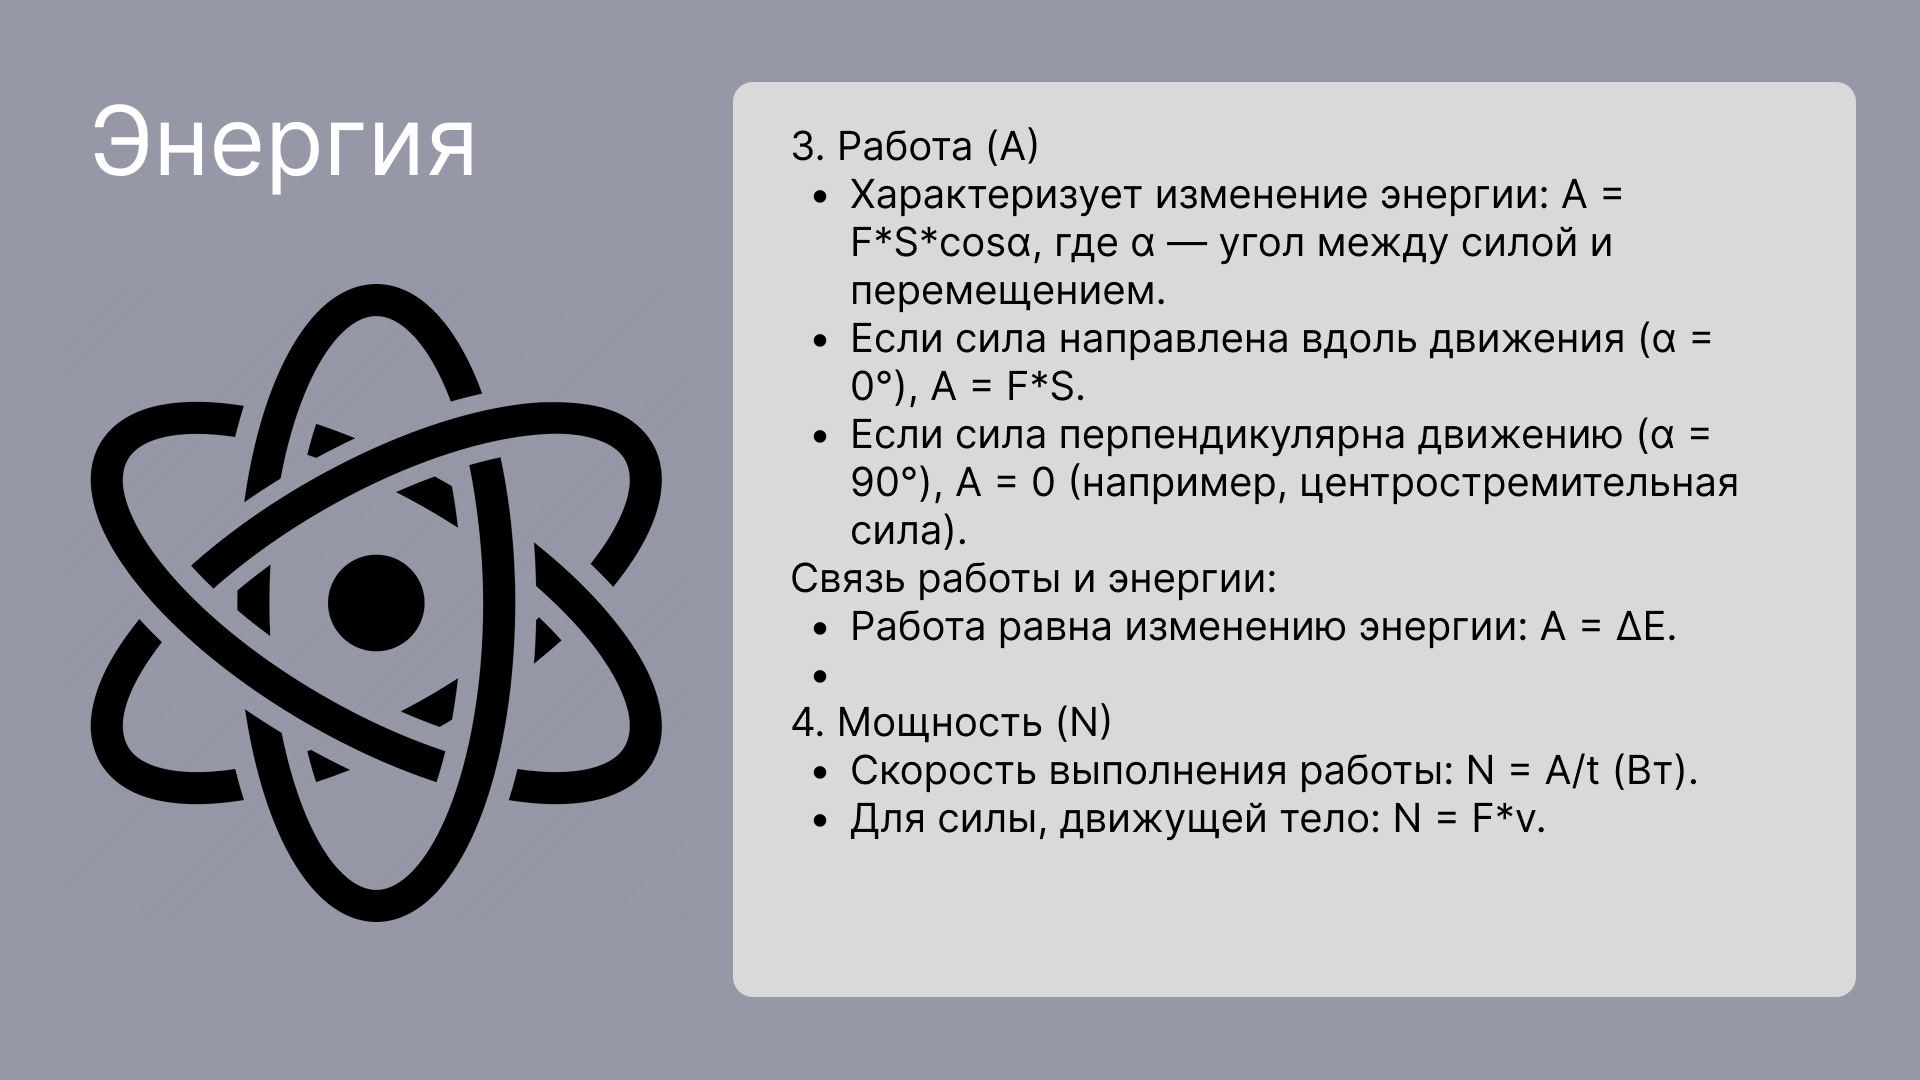 Энергия
3. Работа (A)
• Характеризует изменение энергии: A =
F*S*cosα, где α — угол между силой и
перемещением.
• Если сила направлена вдоль движения (α =
0°), A = F*S.
• Если сила перпендикулярна движению (α =
90°), A = 0 (например, центростремительная
сила).
Связь работы и энергии:
• Работа равна изменению энергии: A = ΔE.
•
4. Мощность (N)
• Скорость выполнения работы: N = A/t (Вт).
• Для силы, движущей тело: N = F*v.